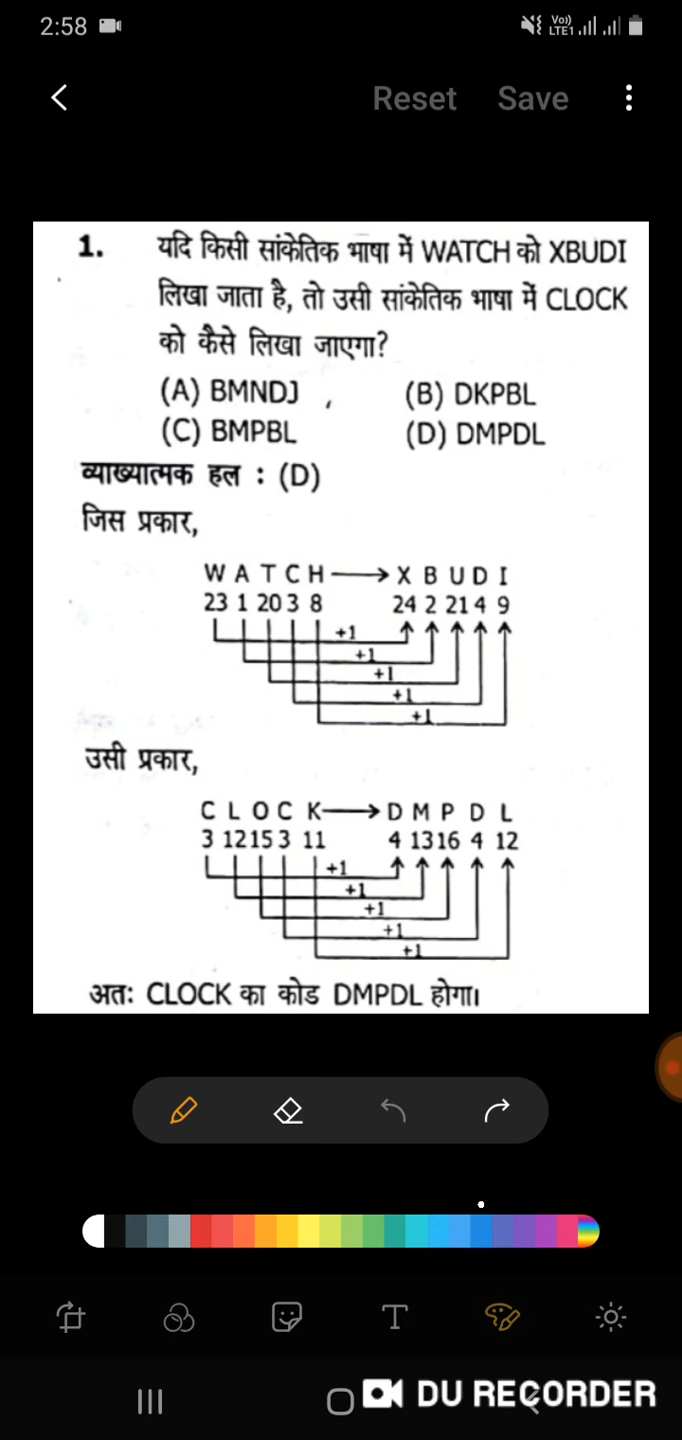 2:58
Vo)) LTE1
Reset Save
1. यदि किसी सांकेतिक भाषा में WATCH को XBUDI
लिखा जाता है, तो उसी सांकेतिक भाषा में CLOCK
को कैसे लिखा जाएगा?
(A) BMNDJ , (B) DKPBL
(C) BMPBL (D) DMPDL
व्याख्यात्मक हल : (D)
जिस प्रकार,
W A T C H → X B U D I
23 1 20 3 8 24 2 21 4 9
+1
+1
+1
+1
+1
उसी प्रकार,
C L O C K → D M P D L
3 12 15 3 11 4 13 16 4 12
+1
+1
+1
+1
+1
अतः CLOCK का कोड DMPDL होगा।
T
DU RECORDER